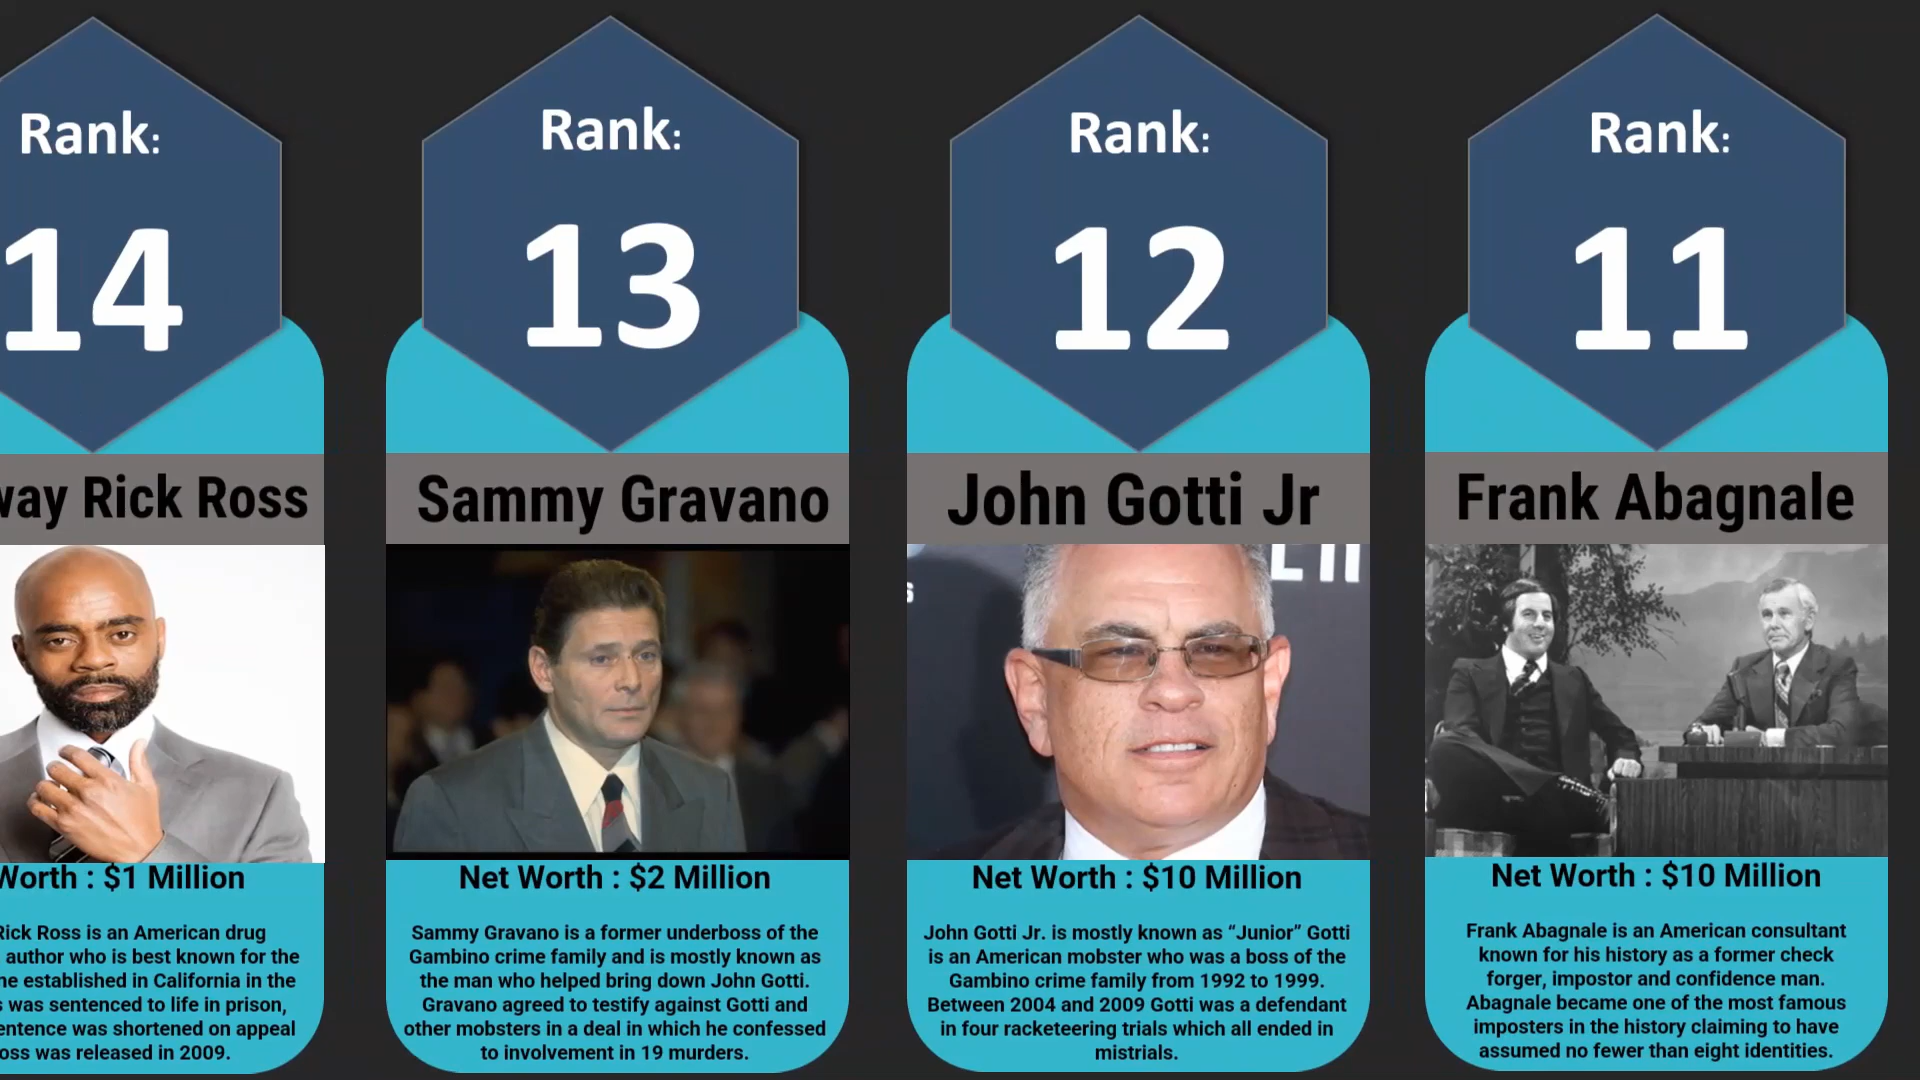 Rank:
14
way Rick Ross
Worth : $1 Million
Rick Ross is an American drug
author who is best known for the
ne established in California in the
s was sentenced to life in prison,
entence was shortened on appeal
oss was released in 2009.
Rank:
13
Sammy Gravano
Net Worth : $2 Million
Sammy Gravano is a former underboss of the
Gambino crime family and is mostly known as
the man who helped bring down John Gotti.
Gravano agreed to testify against Gotti and
other mobsters in a deal in which he confessed
to involvement in 19 murders.
Rank:
12
John Gotti Jr
Net Worth : $10 Million
John Gotti Jr. is mostly known as “Junior” Gotti
is an American mobster who was a boss of the
Gambino crime family from 1992 to 1999.
Between 2004 and 2009 Gotti was a defendant
in four racketeering trials which all ended in
mistrials.
Rank:
11
Frank Abagnale
Net Worth : $10 Million
Frank Abagnale is an American consultant
known for his history as a former check
forger, impostor and confidence man.
Abagnale became one of the most famous
imposters in the history claiming to have
assumed no fewer than eight identities.